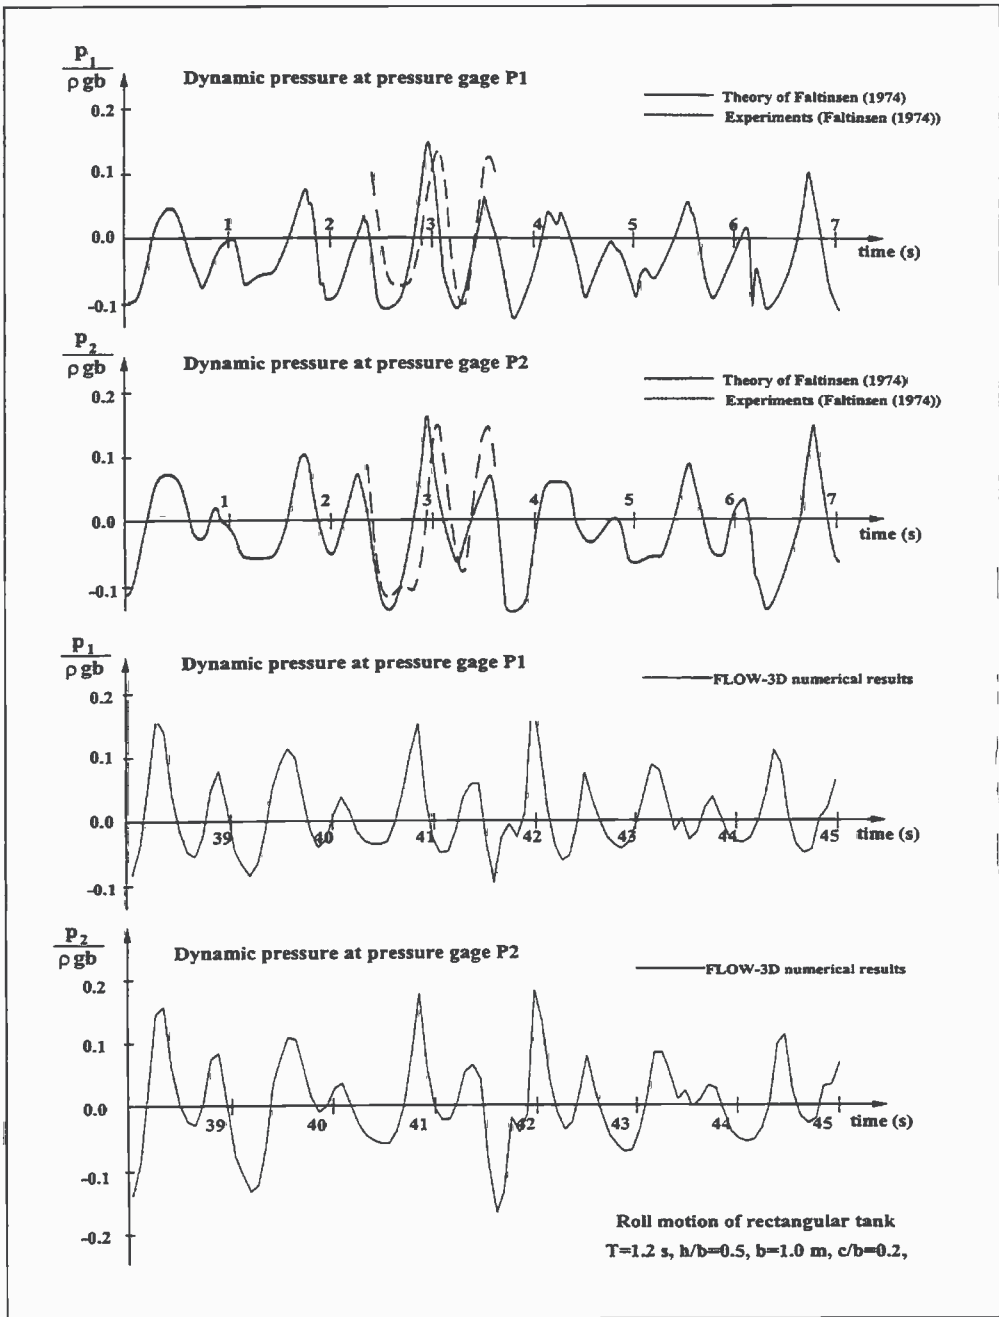 p1
ρ gb
Dynamic pressure at pressure gage P1
Theory of Faltinsen (1974)
Experiments (Faltinsen (1974))
0.2
0.1
0.0
-0.1
1 2 3 4 5 6 7
time (s)
p2
ρ gb
Dynamic pressure at pressure gage P2
Theory of Faltinsen (1974)
Experiments (Faltinsen (1974))
0.2
0.1
0.0
-0.1
1 2 3 4 5 6 7
time (s)
p1
ρ gb
Dynamic pressure at pressure gage P1
FLOW-3D numerical results
0.2
0.1
0.0
-0.1
39 40 41 42 43 44 45
time (s)
p2
ρ gb
Dynamic pressure at pressure gage P2
FLOW-3D numerical results
0.2
0.1
0.0
-0.1
-0.2
39 40 41 42 43 44 45
time (s)
Roll motion of rectangular tank
T=1.2 s, h/b=0.5, b=1.0 m, c/b=0.2,